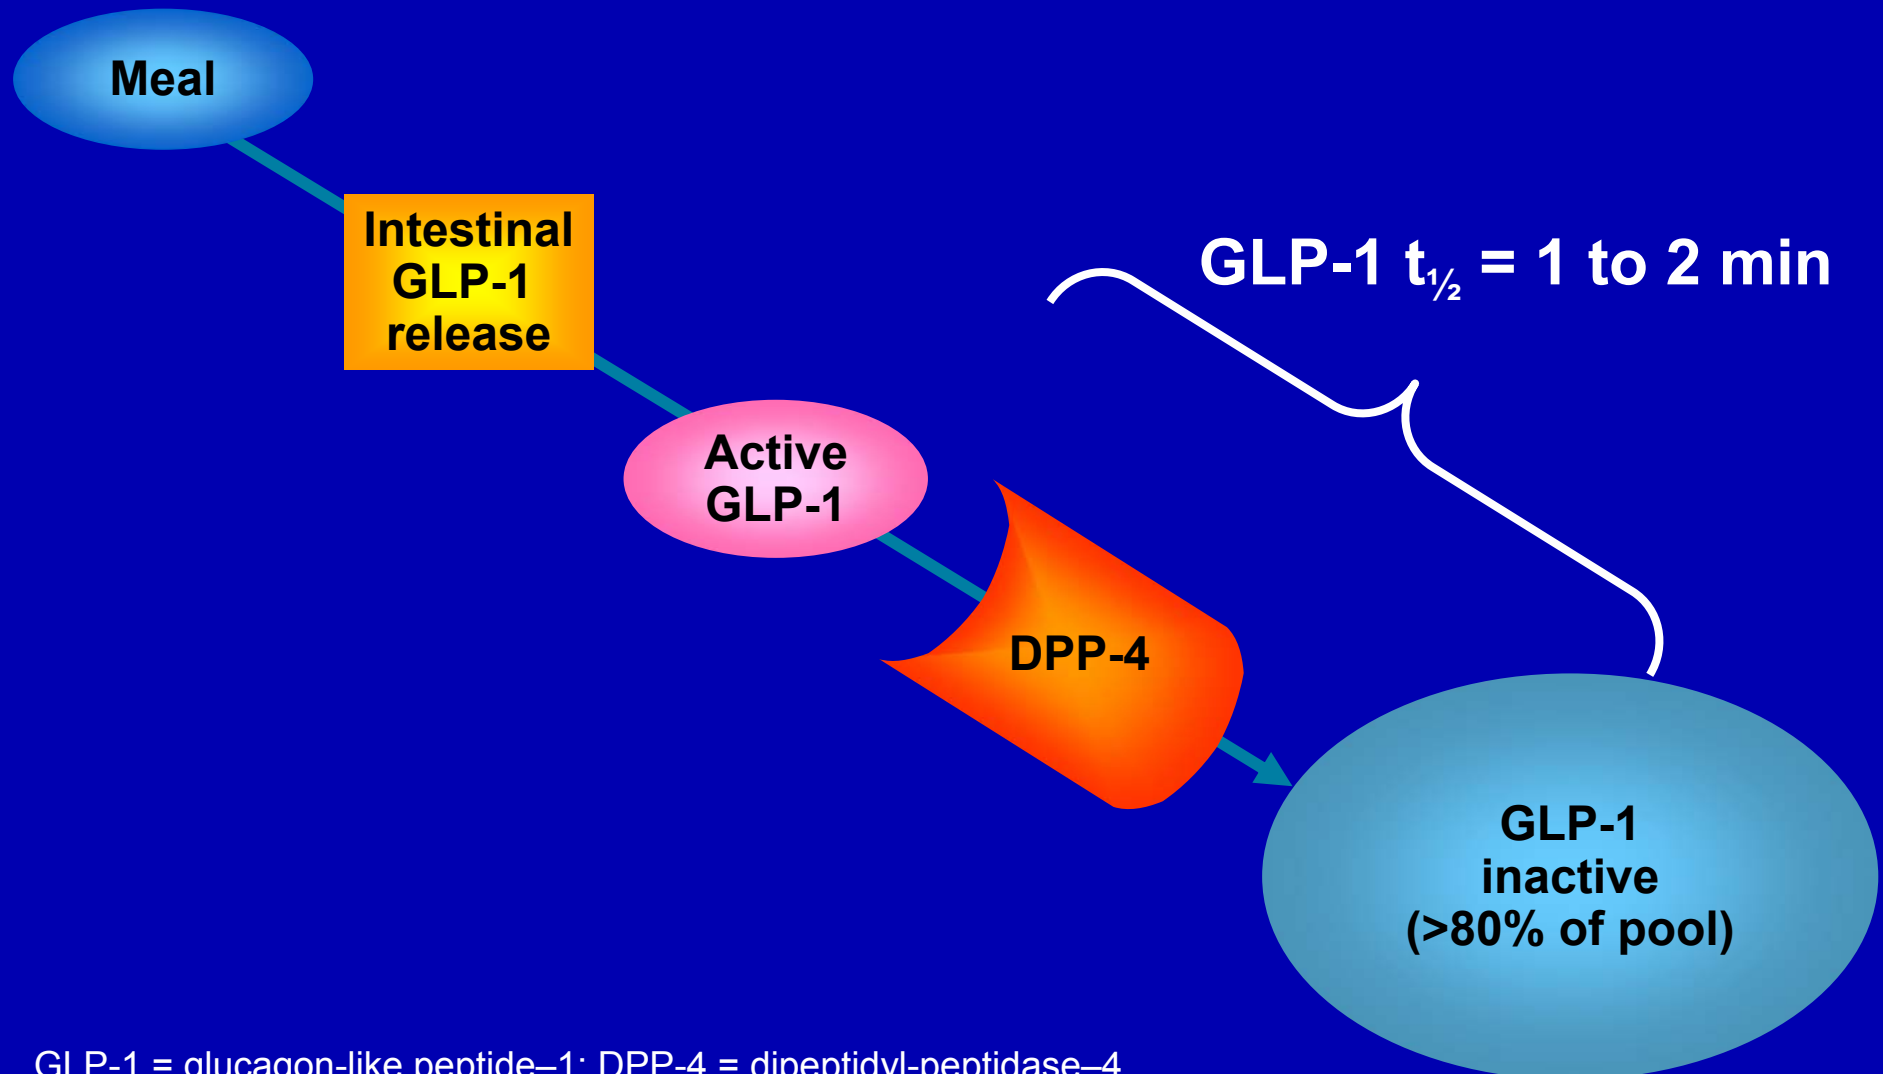 Meal
Intestinal
GLP-1
release
GLP-1 t½ = 1 to 2 min
Active
GLP-1
DPP-4
GLP-1
inactive
(>80% of pool)
GLP-1 = glucagon-like peptide–1; DPP-4 = dipeptidyl-peptidase–4